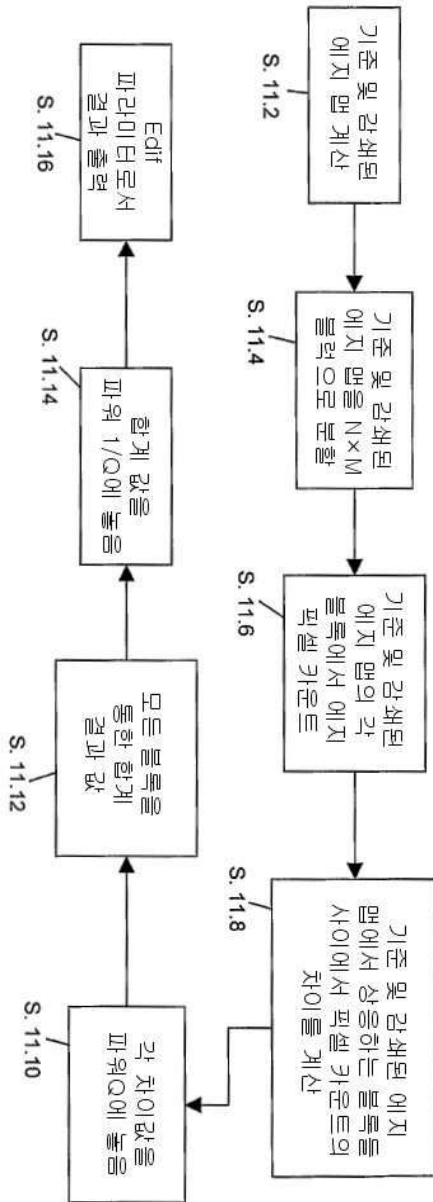 기준 및 감쇄된
에지 맵 계산
S. 11.2
기준 및 감쇄된
에지 맵을 N×M
블럭으로 분할
S. 11.4
기준 및 감쇄된
에지 맵의 각
블록에서 에지
픽셀 카운트
S. 11.6
기준 및 감쇄된 에지
맵에서 상응하는 블록들
사이에서 픽셀 카운트의
차이를 계산
S. 11.8
각 차이값을
파워Q에 놓음
S. 11.10
모든 블록을
통한 합계
결과 값
S. 11.12
합계 값을
파워 1/Q에 놓음
S. 11.14
Edif
파라미터로서
결과 출력
S. 11.16